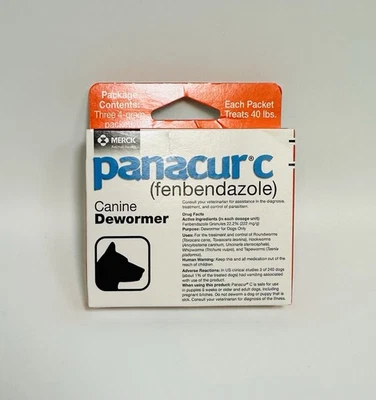 Package
Contents:
Three 4-gram
packets
Each Packet
Treats 40 lbs.
MERCK
Animal Health
panacur® c
(fenbendazole)
Canine
Dewormer
Consult your veterinarian for assistance in the diagnosis,
treatment, and control of parasitism.
Drug Facts
Active Ingredients (in each dosage unit)
Fenbendazole Granules 22.2% (222 mg/g)
Purpose: Dewormer for Dogs Only
Uses: For the treatment and control of Roundworms
(Toxocara canis, Toxascaris leonina), Hookworms
(Ancylostoma caninum, Uncinaria stenocephala),
Whipworms (Trichuris vulpis), and Tapeworms (Taenia
pisiformis).
Human Warning: Keep this and all medication out of the
reach of children.
Adverse Reactions: In US clinical studies 3 of 240 dogs
(about 1% of the treated dogs) had vomiting associated
with use of the product.
When using this product: Panacur® C is safe for use
in puppies 6 weeks or older and adult dogs, including
pregnant bitches. Do not deworm a dog or puppy that is
sick. Consult your veterinarian for diagnosis of the illness.